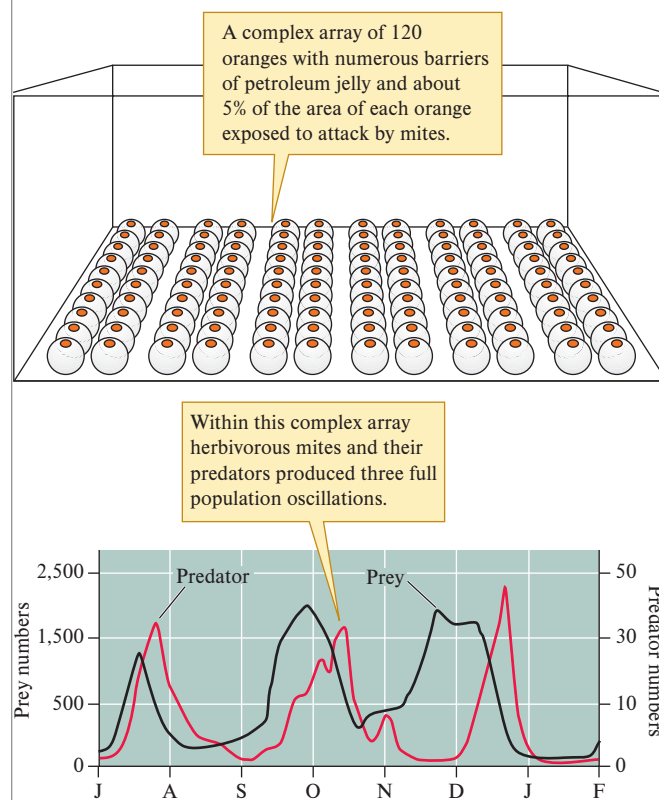 A complex array of 120
oranges with numerous barriers
of petroleum jelly and about
5% of the area of each orange
exposed to attack by mites.
Within this complex array
herbivorous mites and their
predators produced three full
population oscillations.
Prey numbers
2,500
1,500
500
0
Predator
Prey
50
30
10
0
Predator numbers
J A S O N D J F